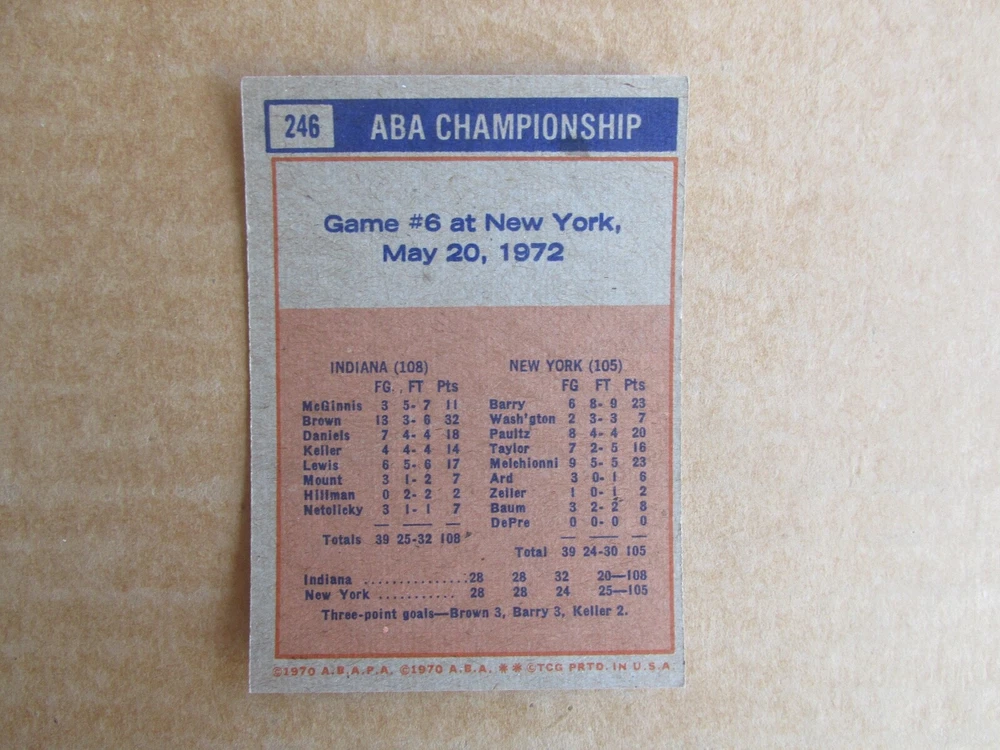 246 ABA CHAMPIONSHIP
Game #6 at New York,
May 20, 1972
INDIANA (108)
FG. FT Pts
McGinnis 3 5- 7 11
Brown 13 3- 6 32
Daniels 7 4- 4 18
Keller 4 4- 4 14
Lewis 6 5- 6 17
Mount 3 1- 2 7
Hillman 0 2- 2 2
Netolicky 3 1- 1 7
Totals 39 25-32 108
NEW YORK (105)
FG FT Pts
Barry 6 8- 9 23
Wash'gton 2 3- 3 7
Paultz 8 4- 4 20
Taylor 7 2- 5 16
Melchionni 9 5- 5 23
Ard 3 0- 1 6
Zeller 1 0- 1 2
Baum 3 2- 2 8
DePre 0 0- 0 0
Total 39 24-30 105
Indiana ................28 28 32 20—108
New York ........... 28 28 24 25—105
Three-point goals—Brown 3, Barry 3, Keller 2.
©1970 A.B.A.P.A. ©1970 A.B.A. ** ©TCG PRTD. IN U.S.A.